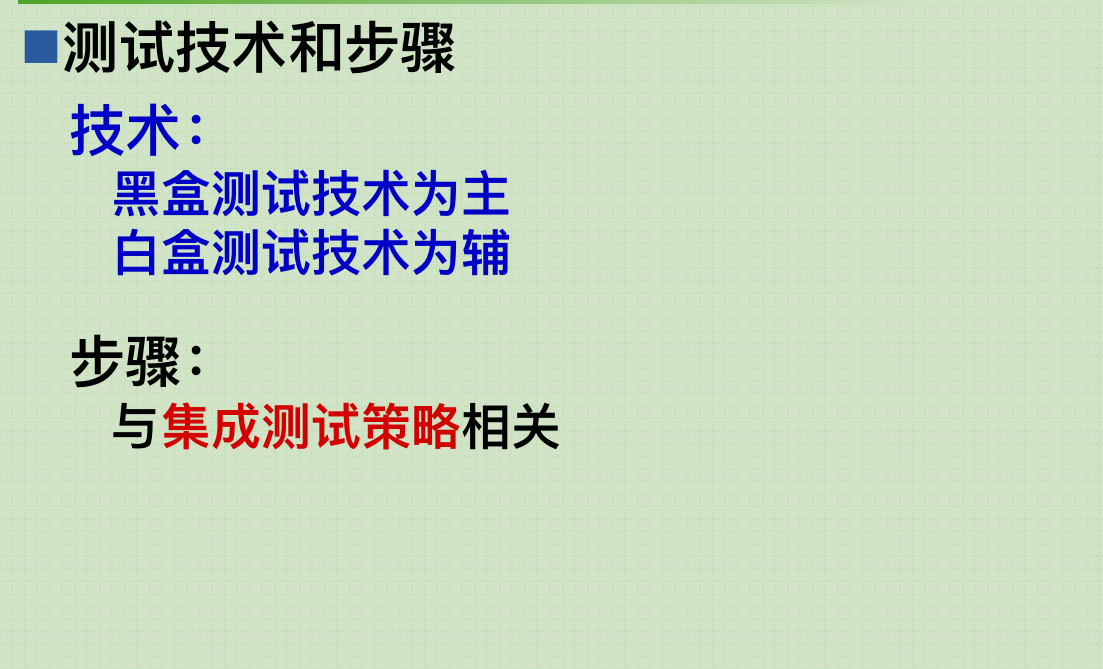 测试技术和步骤
技术：
黑盒测试技术为主
白盒测试技术为辅
步骤：
与集成测试策略相关